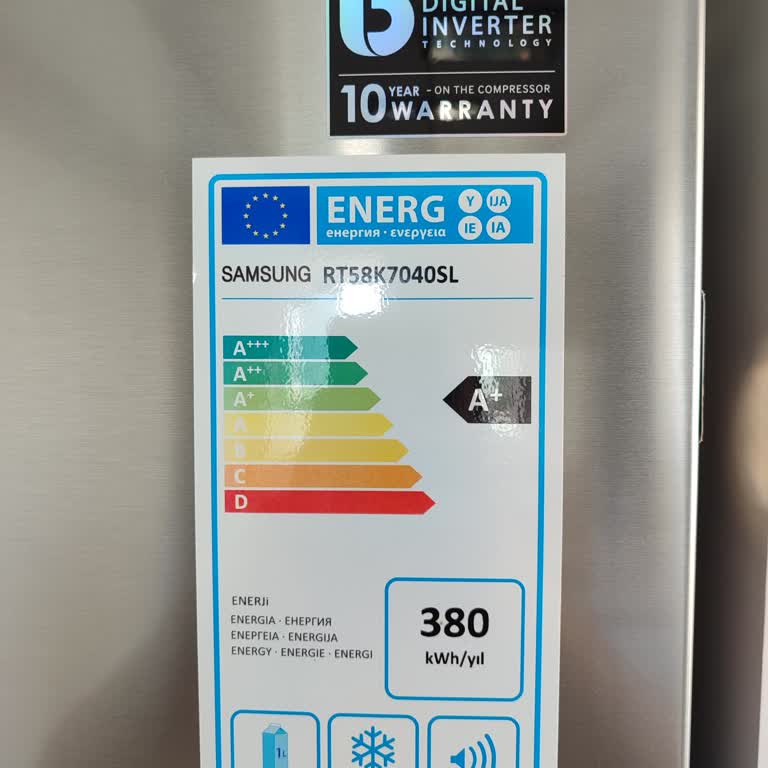 DIGITAL
INVERTER
TECHNOLOGY
10 YEAR - ON THE COMPRESSOR
WARRANTY
ENERG Y IJA
енергия · ενεργεια IE IA
SAMSUNG RT58K7040SL
A+++
A++
A+
A+
A
B
C
D
ENERJi
ENERGIA · ЕНЕРГИЯ
ΕΝΕΡΓΕΙΑ · ENERGIJA
ENERGY · ENERGIE · ENERGI
380
kWh/yıl
1L